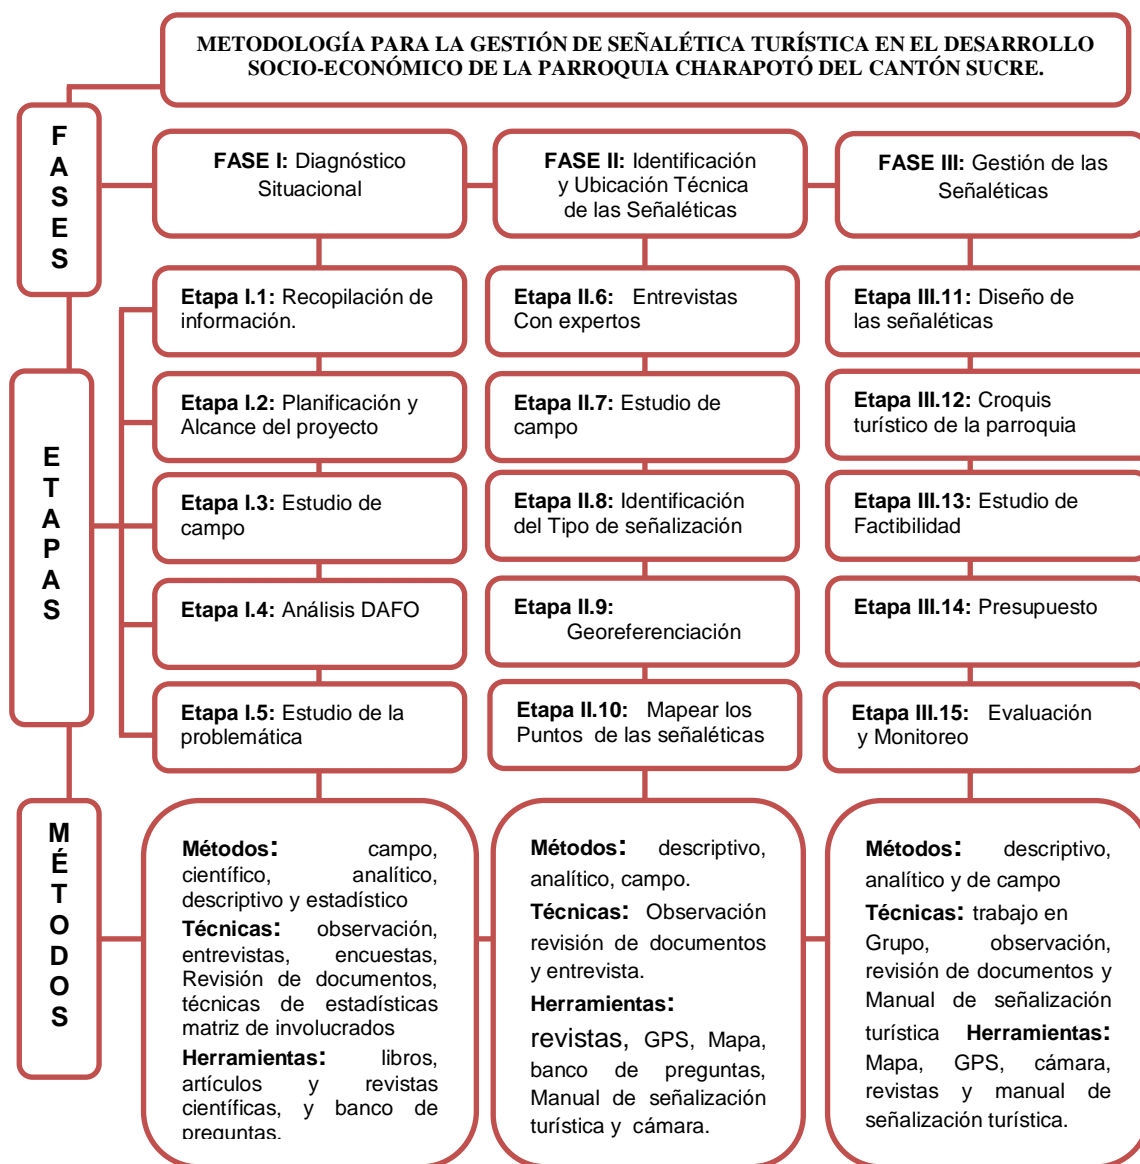 METODOLOGÍA PARA LA GESTIÓN DE SEÑALÉTICA TURÍSTICA EN EL DESARROLLO
SOCIO-ECONÓMICO DE LA PARROQUIA CHARAPOTÓ DEL CANTÓN SUCRE.
F
A
S
E
S
FASE I: Diagnóstico
Situacional
FASE II: Identificación
y Ubicación Técnica
de las Señaléticas
FASE III: Gestión de las
Señaléticas
E
T
A
P
A
S
Etapa I.1: Recopilación de
información.
Etapa I.2: Planificación y
Alcance del proyecto
Etapa I.3: Estudio de
campo
Etapa I.4: Análisis DAFO
Etapa I.5: Estudio de la
problemática
Etapa II.6: Entrevistas
Con expertos
Etapa II.7: Estudio de
campo
Etapa II.8: Identificación
del Tipo de señalización
Etapa II.9:
Georeferenciación
Etapa II.10: Mapear los
Puntos de las señaléticas
Etapa III.11: Diseño de
las señaléticas
Etapa III.12: Croquis
turístico de la parroquia
Etapa III.13: Estudio de
Factibilidad
Etapa III.14: Presupuesto
Etapa III.15: Evaluación
y Monitoreo
M
É
T
O
D
O
S
Métodos: campo,
científico, analítico,
descriptivo y estadístico
Técnicas: observación,
entrevistas, encuestas,
Revisión de documentos,
técnicas de estadísticas
matriz de involucrados
Herramientas: libros,
artículos y revistas
científicas, y banco de
preguntas.
Métodos: descriptivo,
analítico, campo.
Técnicas: Observación
revisión de documentos
y entrevista.
Herramientas:
revistas, GPS, Mapa,
banco de preguntas,
Manual de señalización
turística y cámara.
Métodos: descriptivo,
analítico y de campo
Técnicas: trabajo en
Grupo, observación,
revisión de documentos y
Manual de señalización
turística Herramientas:
Mapa, GPS, cámara,
revistas y manual de
señalización turística.